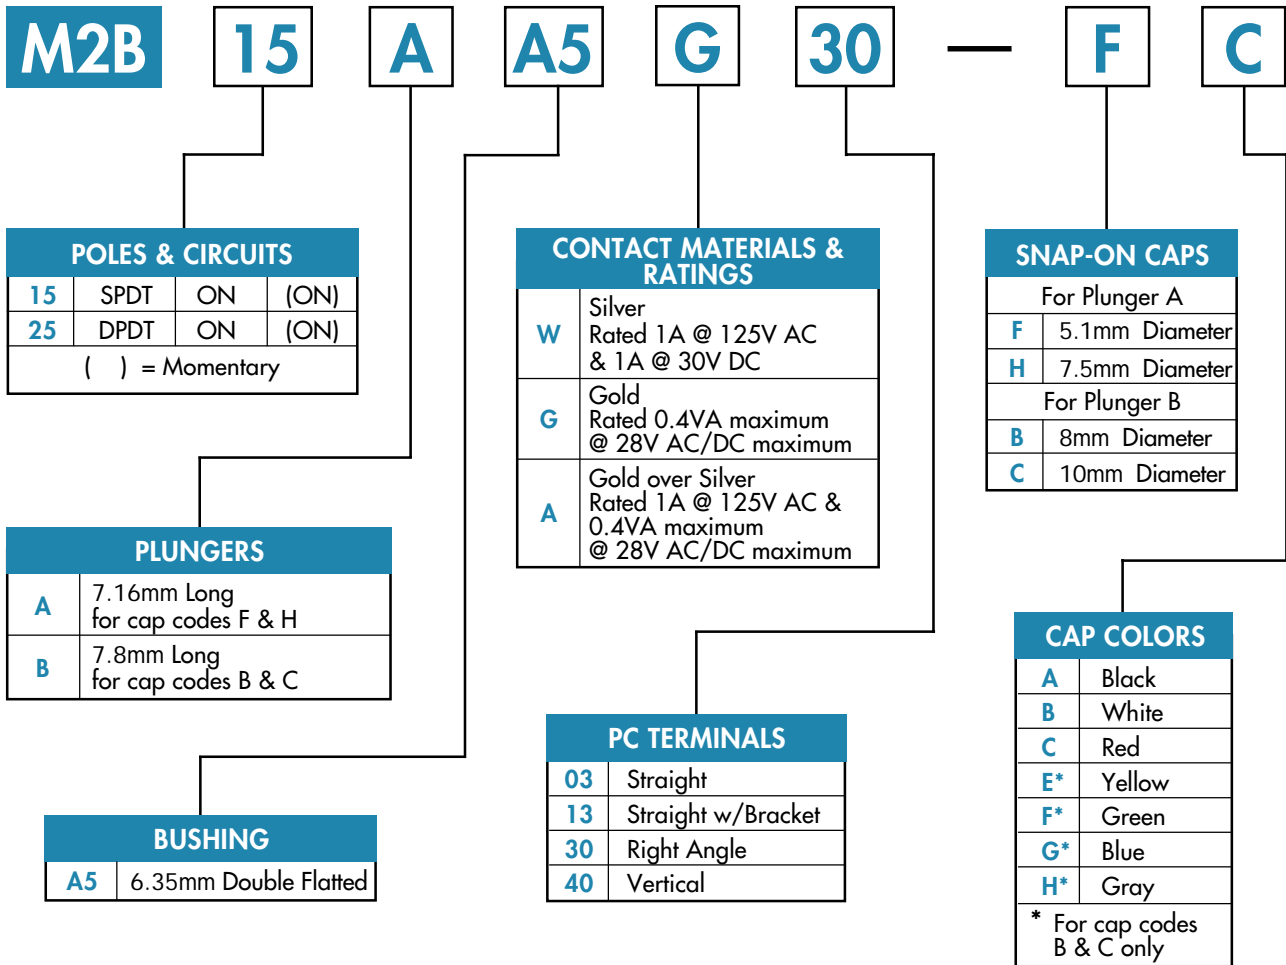 M2B 15 A A5 G 30 — F C
POLES & CIRCUITS
15 SPDT ON (ON)
25 DPDT ON (ON)
( ) = Momentary
PLUNGERS
A 7.16mm Long
for cap codes F & H
B 7.8mm Long
for cap codes B & C
BUSHING
A5 6.35mm Double Flatted
CONTACT MATERIALS &
RATINGS
W Silver
Rated 1A @ 125V AC
& 1A @ 30V DC
G Gold
Rated 0.4VA maximum
@ 28V AC/DC maximum
A Gold over Silver
Rated 1A @ 125V AC &
0.4VA maximum
@ 28V AC/DC maximum
PC TERMINALS
03 Straight
13 Straight w/Bracket
30 Right Angle
40 Vertical
SNAP-ON CAPS
For Plunger A
F 5.1mm Diameter
H 7.5mm Diameter
For Plunger B
B 8mm Diameter
C 10mm Diameter
CAP COLORS
A Black
B White
C Red
E* Yellow
F* Green
G* Blue
H* Gray
* For cap codes
B & C only